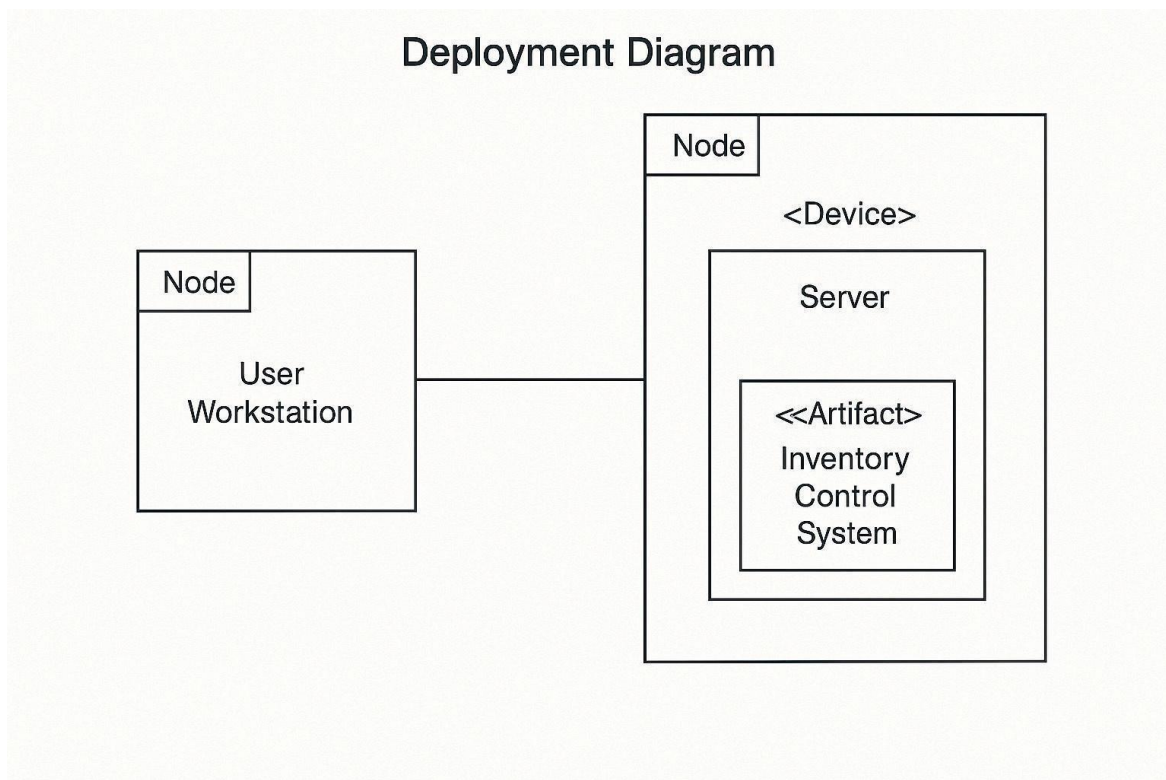 Deployment Diagram
Node
User
Workstation
Node
<Device>
Server
<<Artifact>
Inventory
Control
System